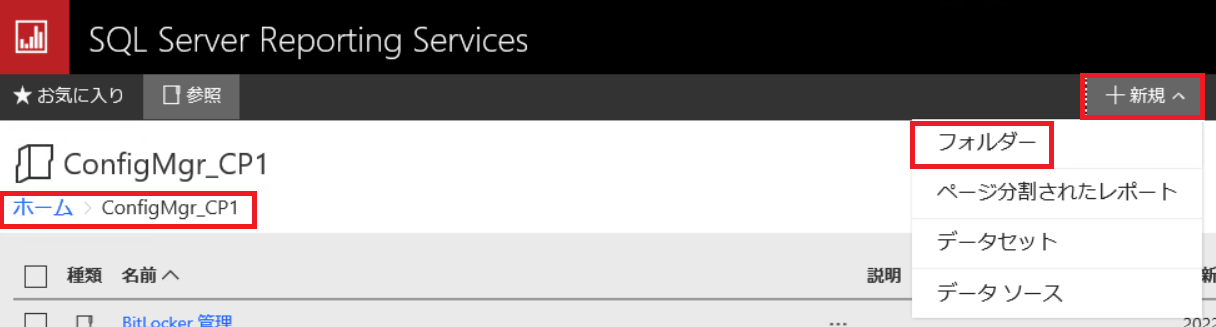 SQL Server Reporting Services
★ お気に入り 参照 + 新規
フォルダー
ページ分割されたレポート
データセット
データ ソース
ConfigMgr_CP1
ホーム > ConfigMgr_CP1
種類 名前 説明
BitLocker 管理 ...